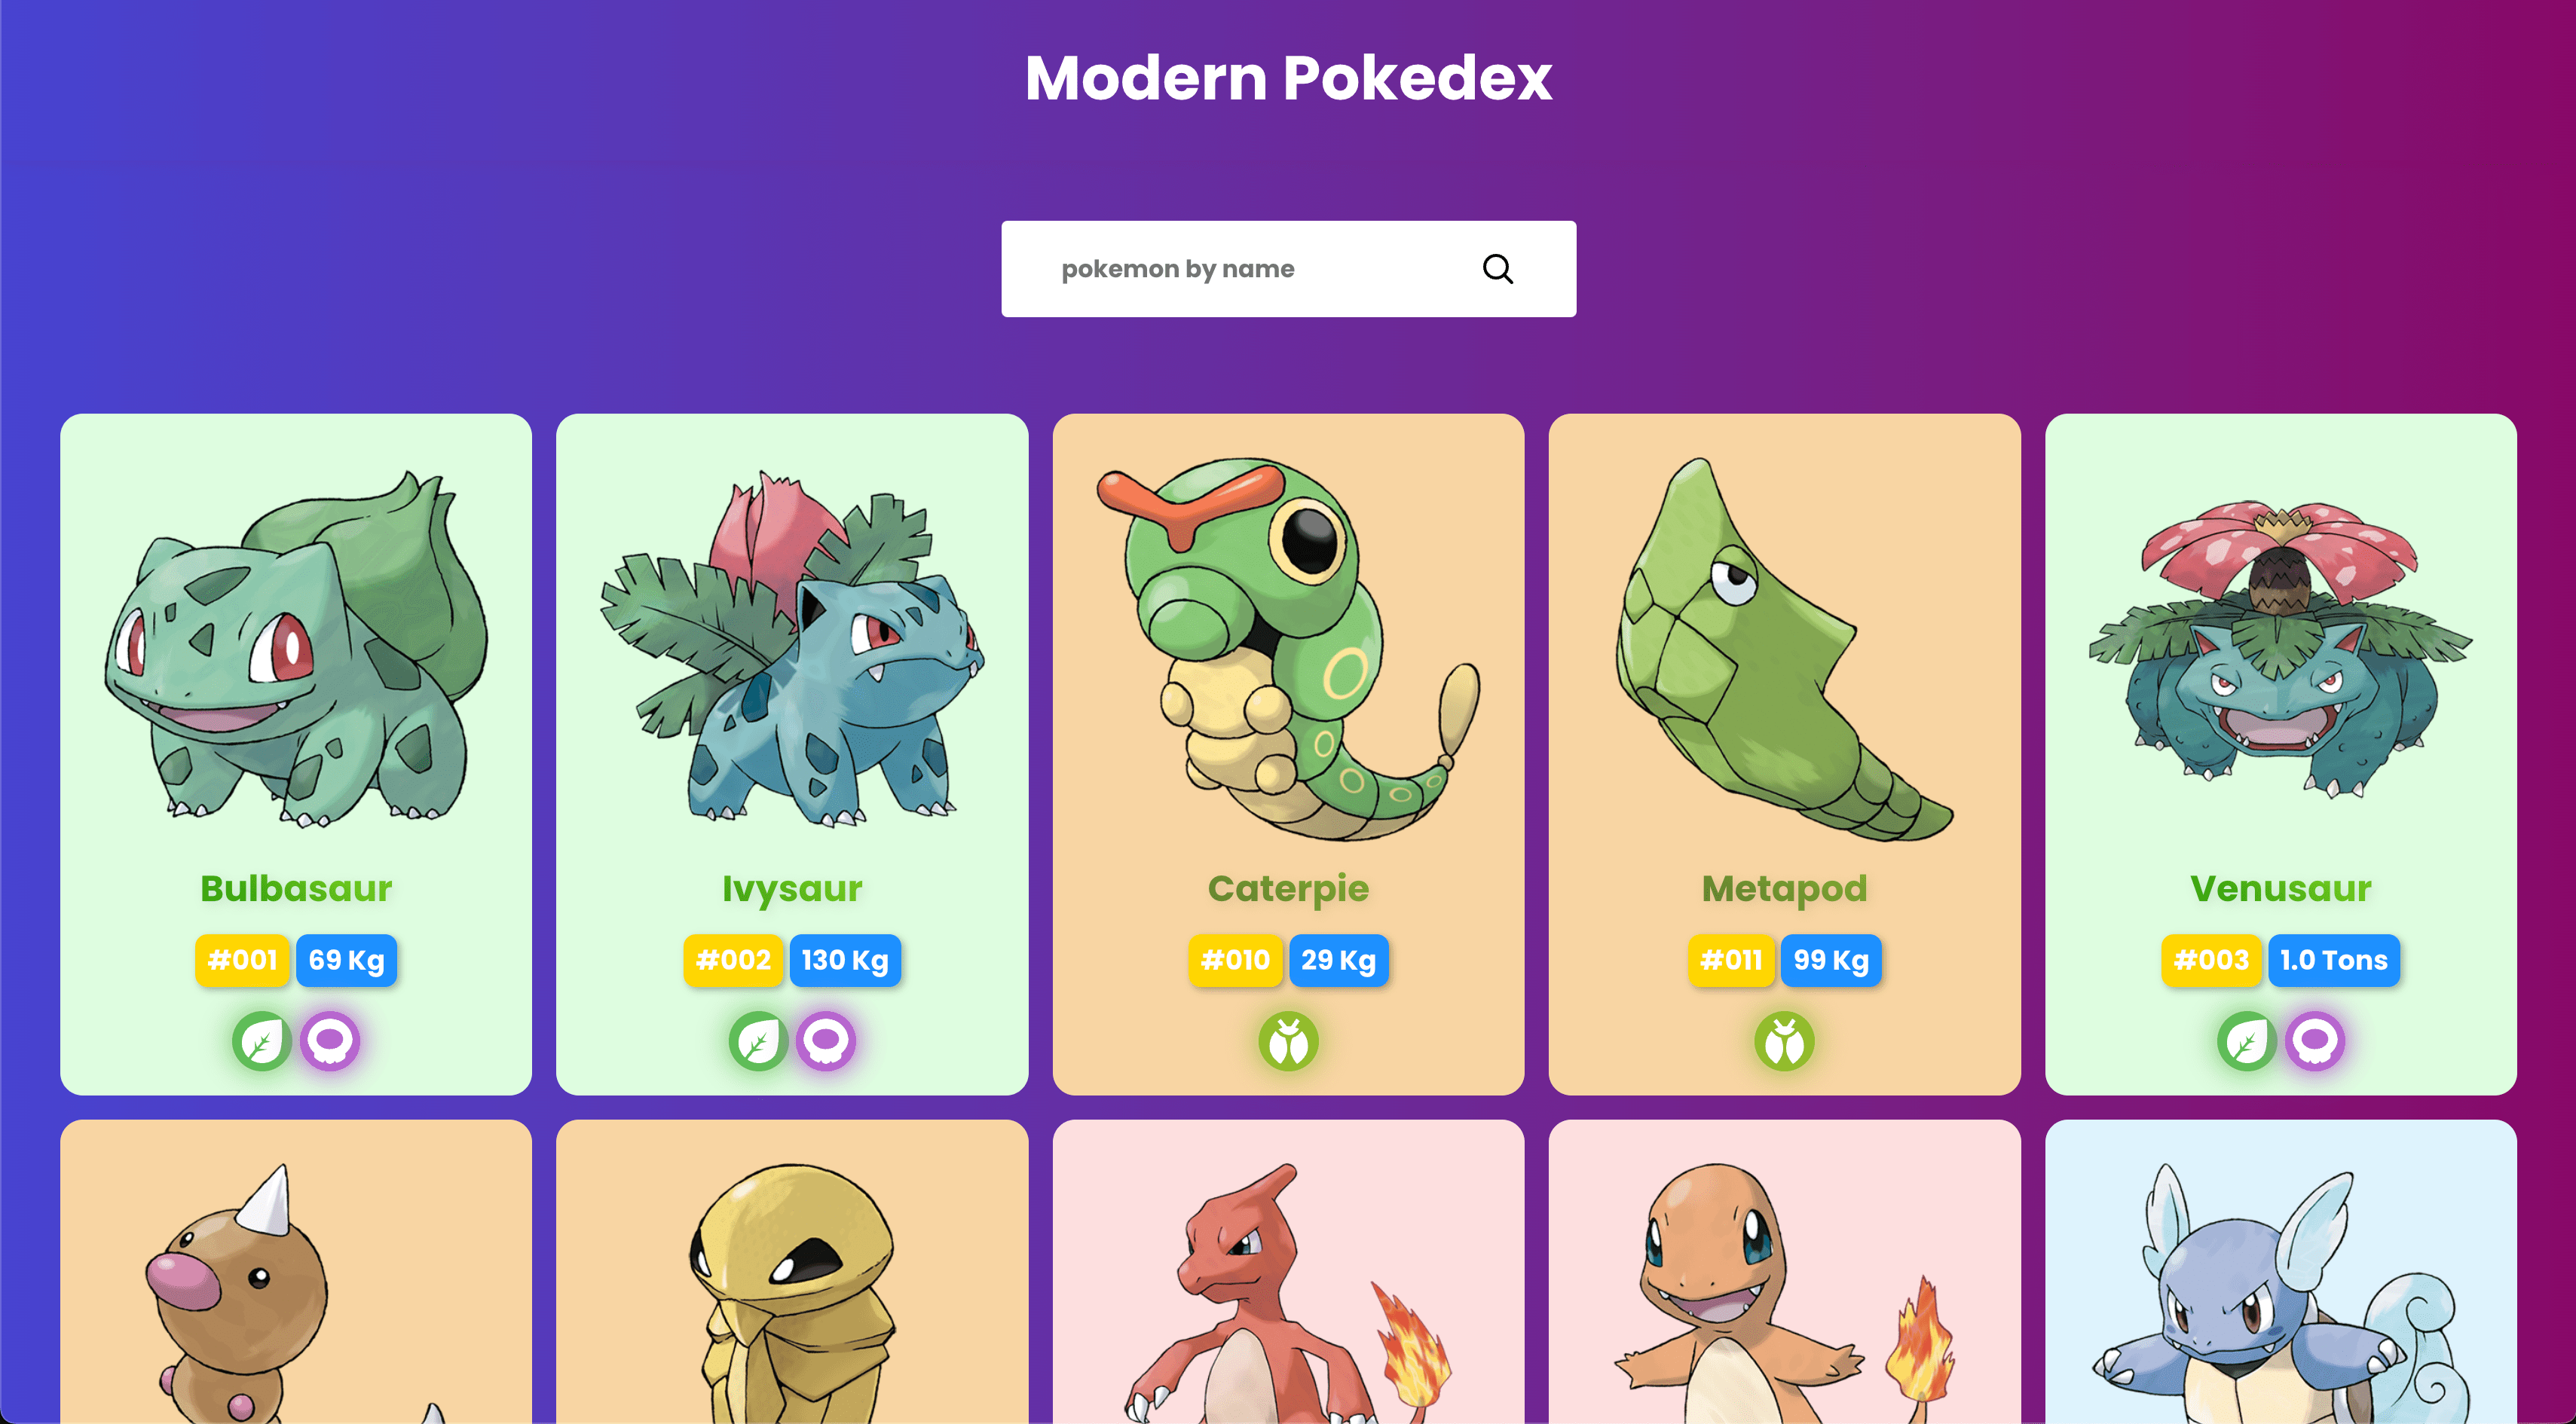 Modern Pokedex
pokemon by name
Bulbasaur
#001 69 Kg
Ivysaur
#002 130 Kg
Caterpie
#010 29 Kg
Metapod
#011 99 Kg
Venusaur
#003 1.0 Tons